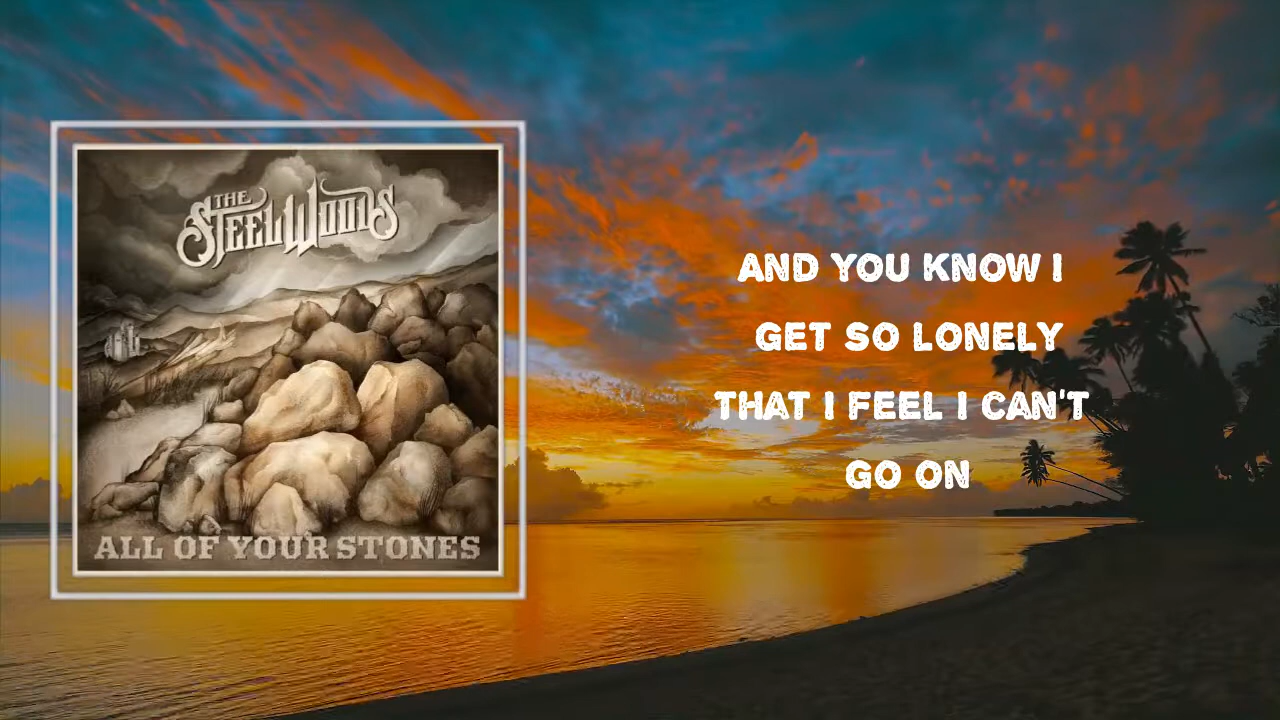 THE
STEEL WOODS
ALL OF YOUR STONES
AND YOU KNOW I
GET SO LONELY
THAT I FEEL I CAN'T
GO ON